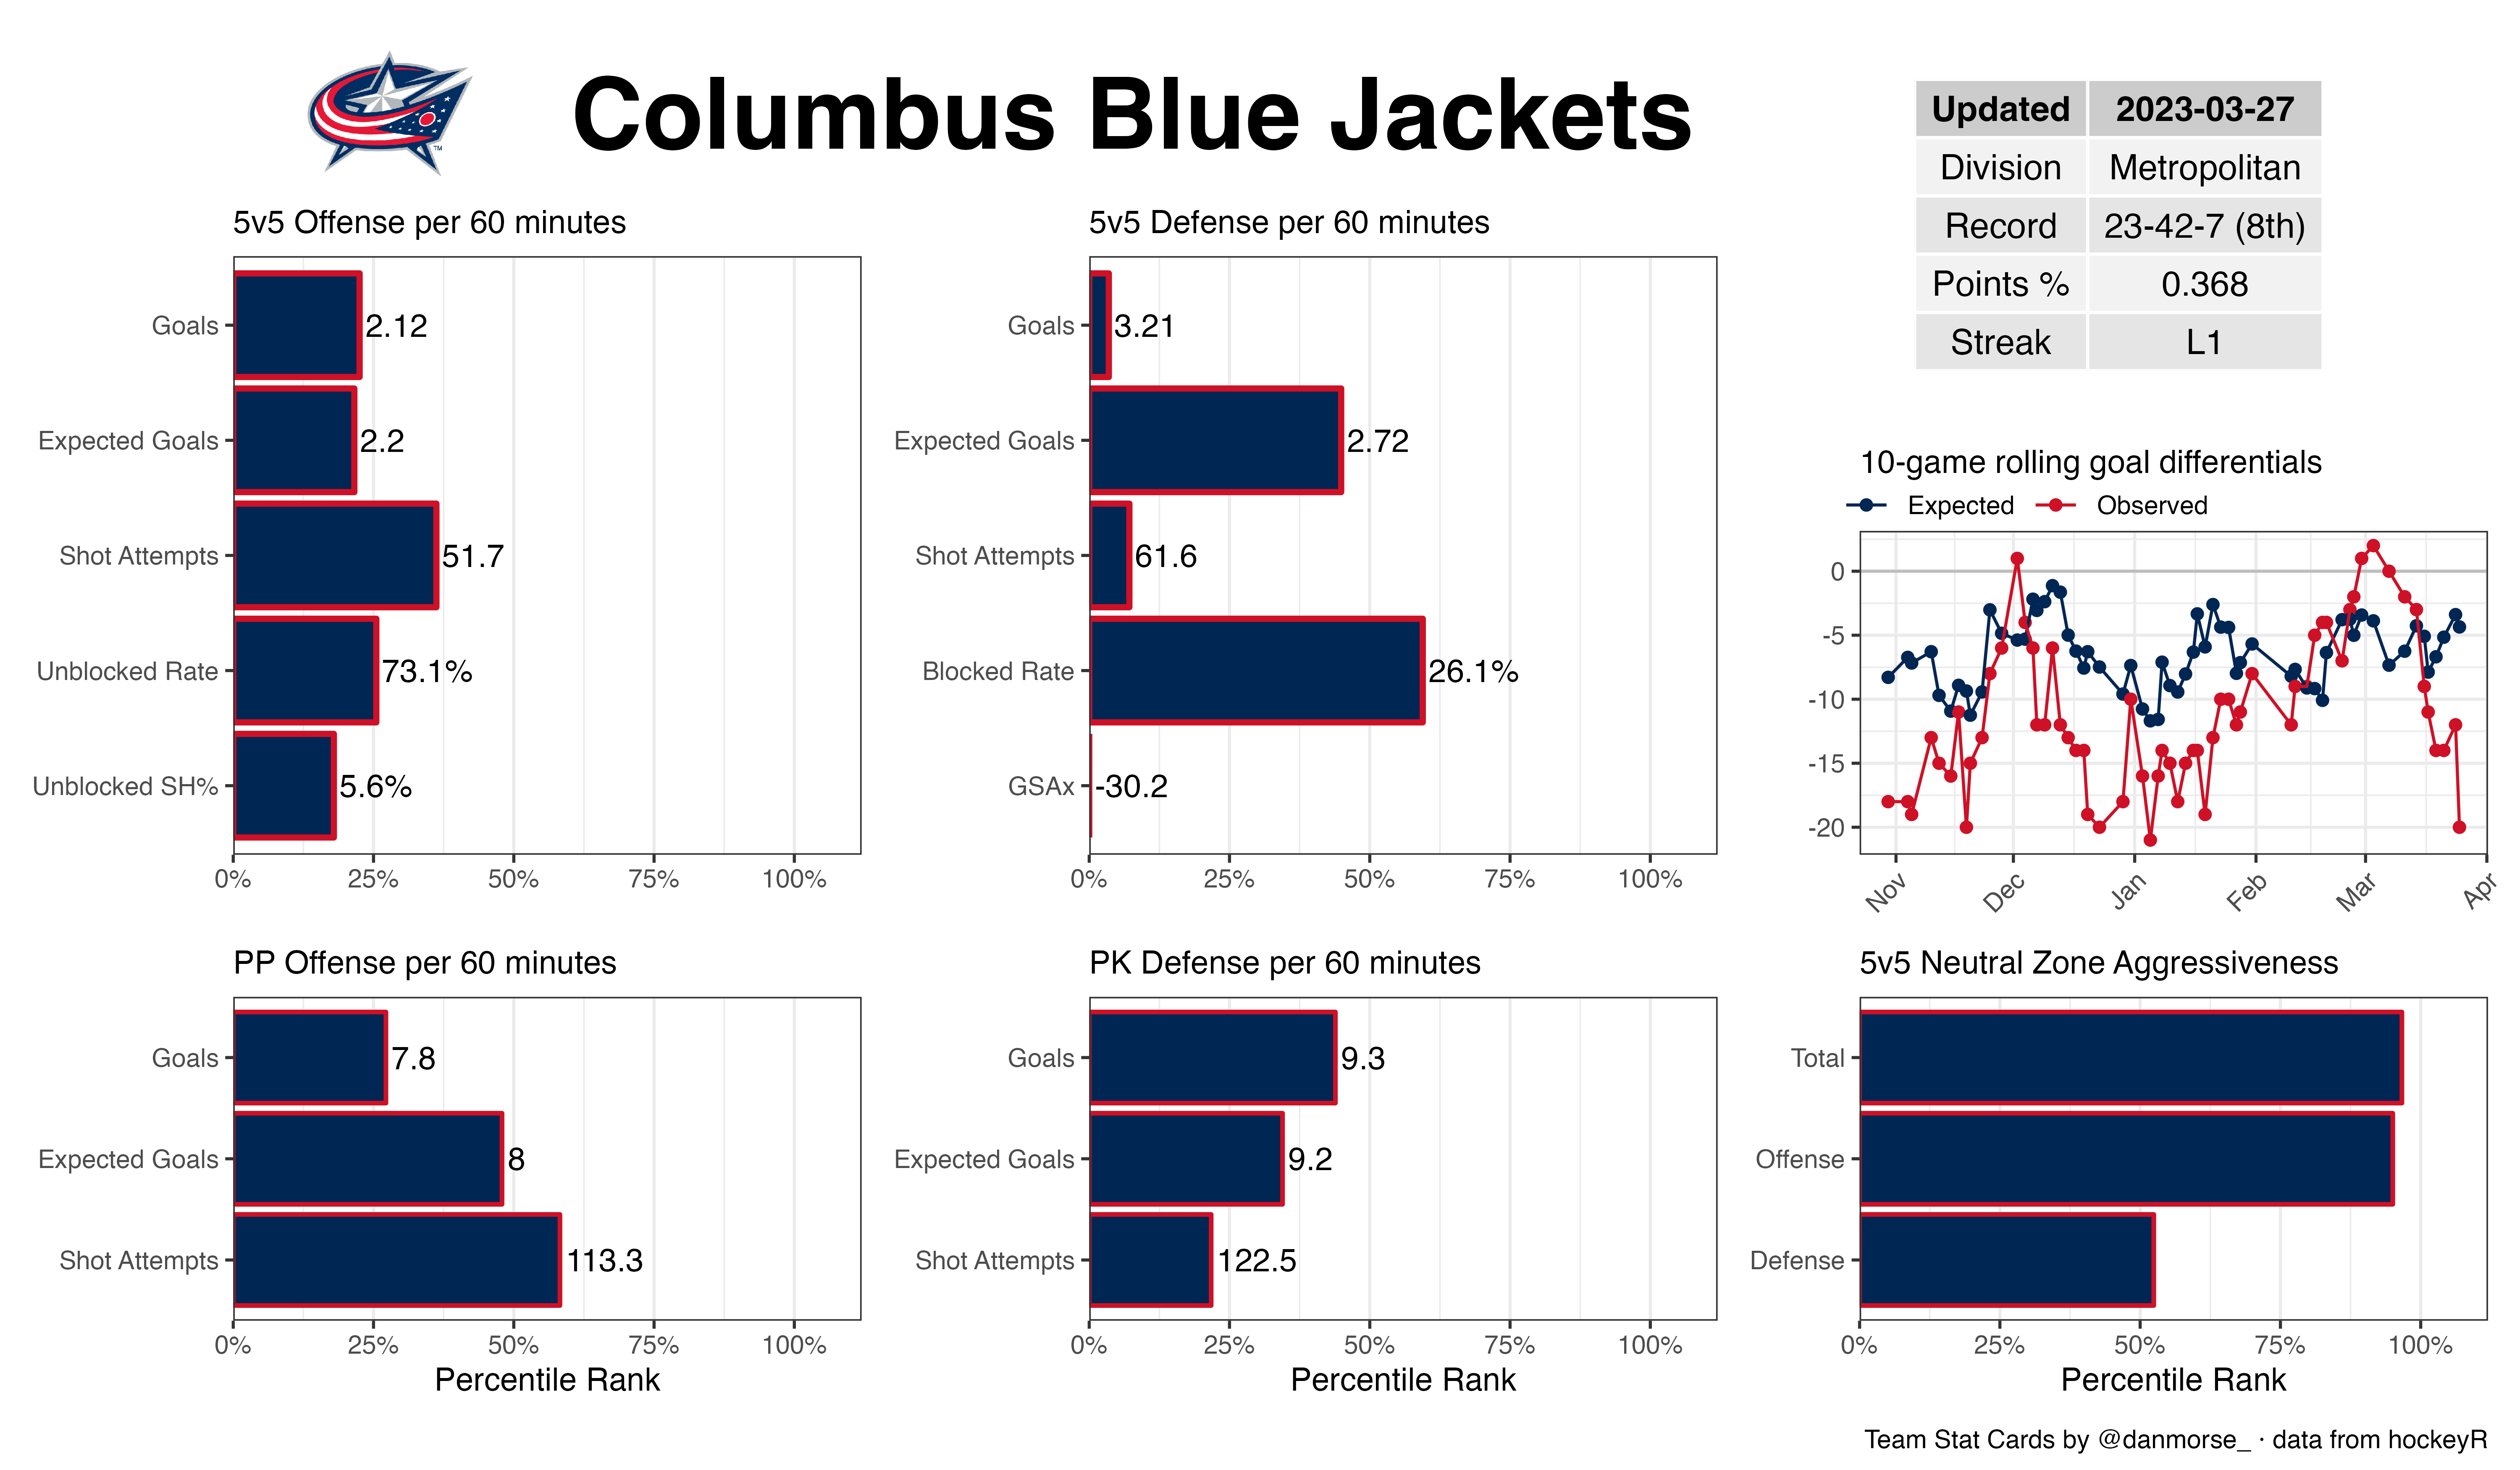 Columbus Blue Jackets
Updated 2023-03-27
Division Metropolitan
Record 23-42-7 (8th)
Points % 0.368
Streak L1
5v5 Offense per 60 minutes
Goals 2.12
Expected Goals 2.2
Shot Attempts 51.7
Unblocked Rate 73.1%
Unblocked SH% 5.6%
0% 25% 50% 75% 100%
5v5 Defense per 60 minutes
Goals 3.21
Expected Goals 2.72
Shot Attempts 61.6
Blocked Rate 26.1%
GSAx -30.2
0% 25% 50% 75% 100%
10-game rolling goal differentials
Expected Observed
0
-5
-10
-15
-20
Nov Dec Jan Feb Mar Apr
PP Offense per 60 minutes
Goals 7.8
Expected Goals 8
Shot Attempts 113.3
0% 25% 50% 75% 100%
Percentile Rank
PK Defense per 60 minutes
Goals 9.3
Expected Goals 9.2
Shot Attempts 122.5
0% 25% 50% 75% 100%
Percentile Rank
5v5 Neutral Zone Aggressiveness
Total
Offense
Defense
0% 25% 50% 75% 100%
Percentile Rank
Team Stat Cards by @danmorse_ · data from hockeyR